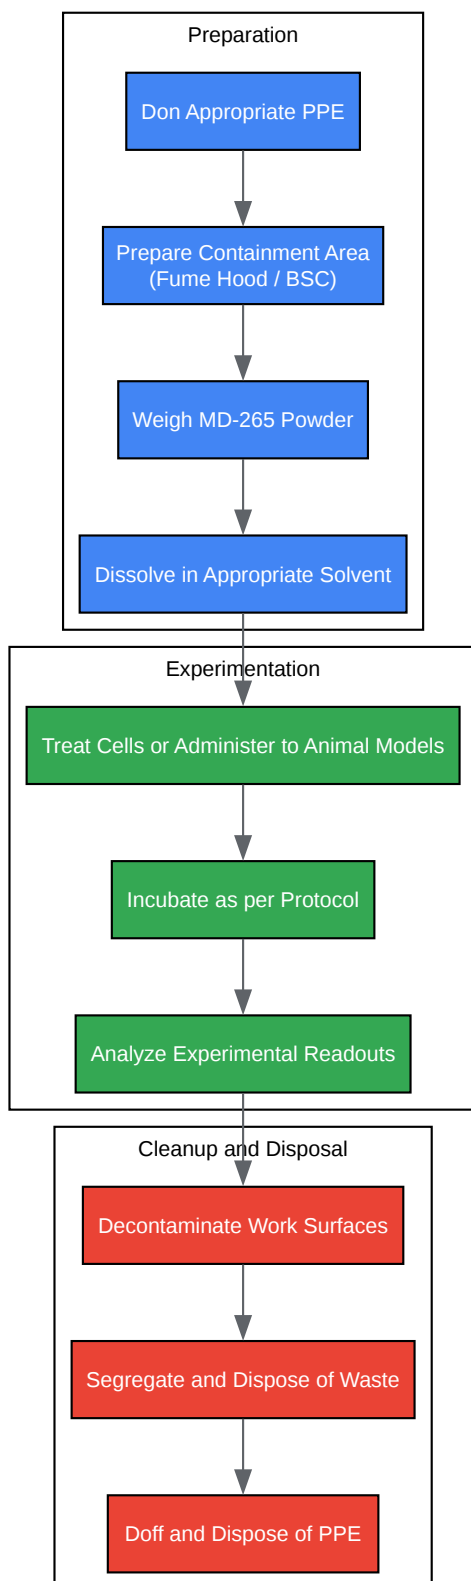 Preparation
Don Appropriate PPE
Prepare Containment Area
(Fume Hood / BSC)
Weigh MD-265 Powder
Dissolve in Appropriate Solvent
Experimentation
Treat Cells or Administer to Animal Models
Incubate as per Protocol
Analyze Experimental Readouts
Cleanup and Disposal
Decontaminate Work Surfaces
Segregate and Dispose of Waste
Doff and Dispose of PPE